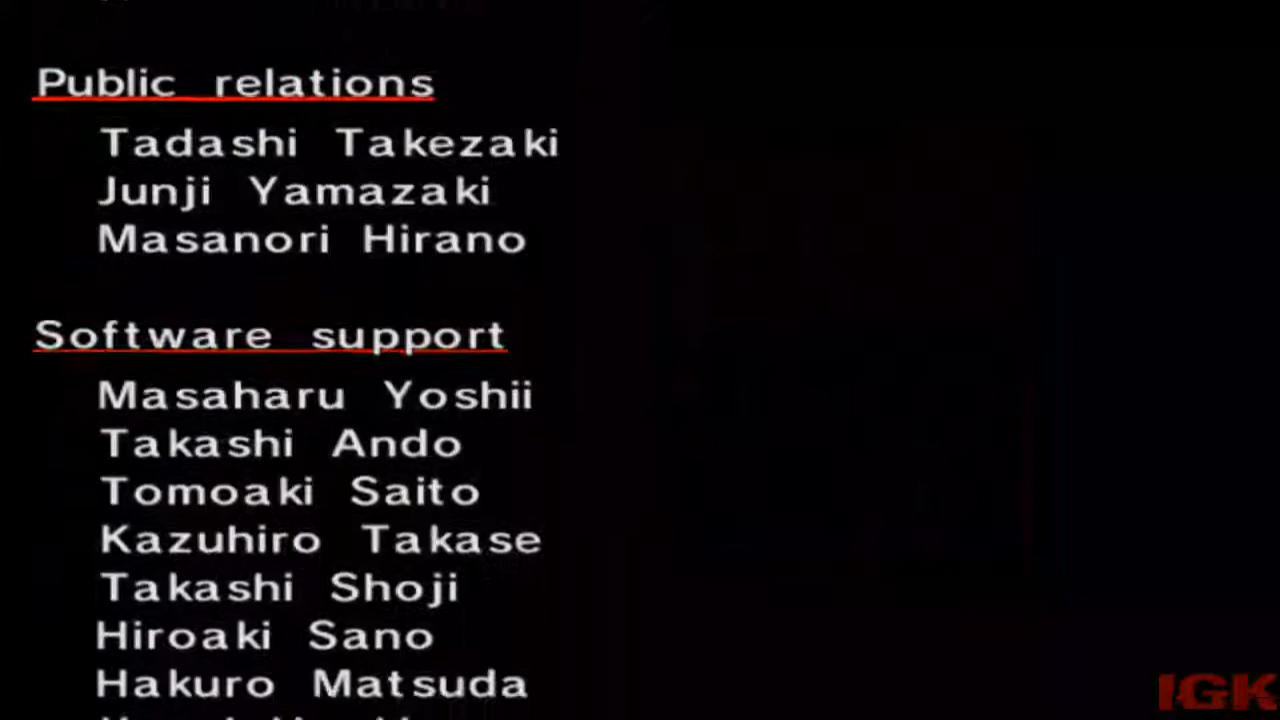 Public relations
Tadashi Takezaki
Junji Yamazaki
Masanori Hirano
Software support
Masaharu Yoshii
Takashi Ando
Tomoaki Saito
Kazuhiro Takase
Takashi Shoji
Hiroaki Sano
Hakuro Matsuda
IGK